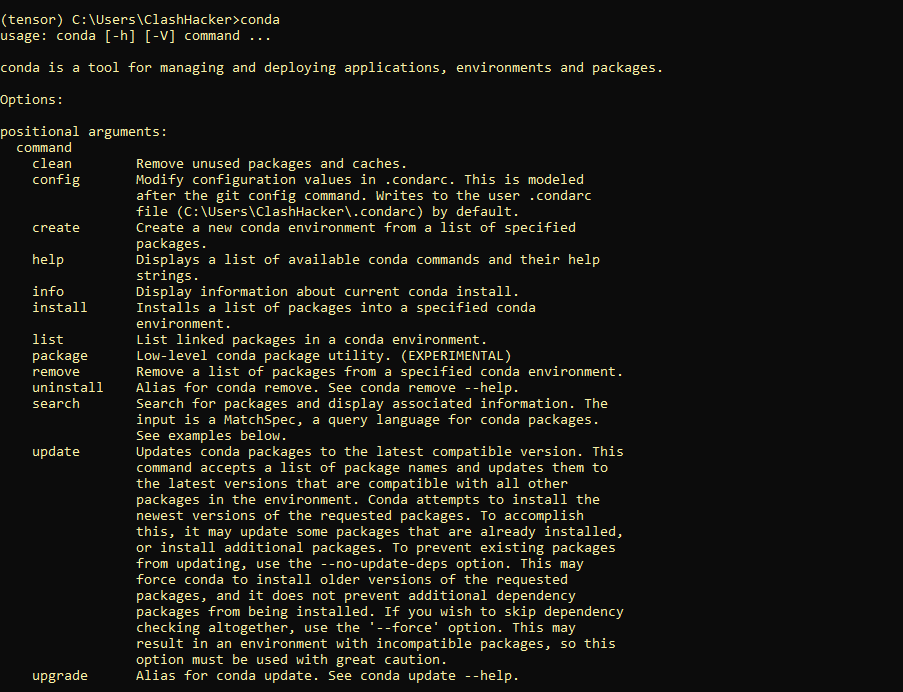 (tensor) C:\Users\ClashHacker>conda
usage: conda [-h] [-V] command ...
conda is a tool for managing and deploying applications, environments and packages.
Options:
positional arguments:
command
clean Remove unused packages and caches.
config Modify configuration values in .condarc. This is modeled
after the git config command. Writes to the user .condarc
file (C:\Users\ClashHacker\.condarc) by default.
create Create a new conda environment from a list of specified
packages.
help Displays a list of available conda commands and their help
strings.
info Display information about current conda install.
install Installs a list of packages into a specified conda
environment.
list List linked packages in a conda environment.
package Low-level conda package utility. (EXPERIMENTAL)
remove Remove a list of packages from a specified conda environment.
uninstall Alias for conda remove. See conda remove --help.
search Search for packages and display associated information. The
input is a MatchSpec, a query language for conda packages.
See examples below.
update Updates conda packages to the latest compatible version. This
command accepts a list of package names and updates them to
the latest versions that are compatible with all other
packages in the environment. Conda attempts to install the
newest versions of the requested packages. To accomplish
this, it may update some packages that are already installed,
or install additional packages. To prevent existing packages
from updating, use the --no-update-deps option. This may
force conda to install older versions of the requested
packages, and it does not prevent additional dependency
packages from being installed. If you wish to skip dependency
checking altogether, use the '--force' option. This may
result in an environment with incompatible packages, so this
option must be used with great caution.
upgrade Alias for conda update. See conda update --help.